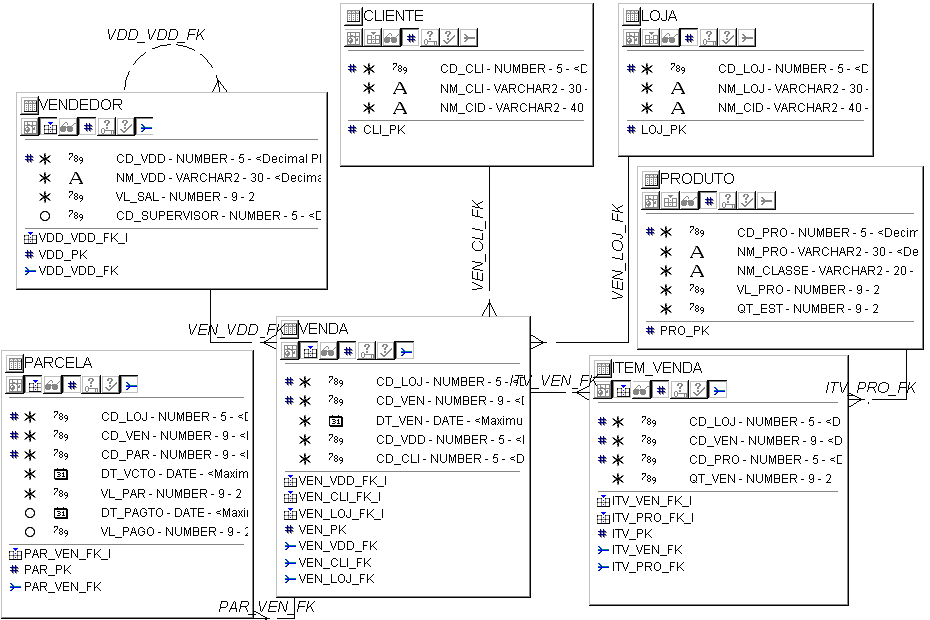 VDD_VDD_FK
VENDEDOR
CD_VDD - NUMBER - 5 - <Decimal Pl
NM_VDD - VARCHAR2 - 30 - <Decima
VL_SAL - NUMBER - 9 - 2
CD_SUPERVISOR - NUMBER - 5 - <D
VDD_VDD_FK_I
VDD_PK
VDD_VDD_FK
CLIENTE
CD_CLI - NUMBER - 5 - <D
NM_CLI - VARCHAR2 - 30 -
NM_CID - VARCHAR2 - 40
CLI_PK
LOJA
CD_LOJ - NUMBER - 5 - <D
NM_LOJ - VARCHAR2 - 30 -
NM_CID - VARCHAR2 - 40 -
LOJ_PK
PRODUTO
CD_PRO - NUMBER - 5 - <Decim
NM_PRO - VARCHAR2 - 30 - <De
NM_CLASSE - VARCHAR2 - 20 -
VL_PRO - NUMBER - 9 - 2
QT_EST - NUMBER - 9 - 2
PRO_PK
VEN_CLI_FK
VEN_LOJ_FK
VEN_VDD_FK
VENDA
CD_LOJ - NUMBER - 5 -
CD_VEN - NUMBER - 9 - <D
DT_VEN - DATE - <Maximu
CD_VDD - NUMBER - 5 - <
CD_CLI - NUMBER - 5 - <D
VEN_VDD_FK_I
VEN_CLI_FK_I
VEN_LOJ_FK_I
VEN_PK
VEN_VDD_FK
VEN_CLI_FK
VEN_LOJ_FK
ITV_VEN_FK
ITV_PRO_FK
PARCELA
CD_LOJ - NUMBER - 5 - <D
CD_VEN - NUMBER - 9 - <
CD_PAR - NUMBER - 9 - <
DT_VCTO - DATE - <Maxim
VL_PAR - NUMBER - 9 - 2
DT_PAGTO - DATE - <Maxi
VL_PAGO - NUMBER - 9 - 2
PAR_VEN_FK_I
PAR_PK
PAR_VEN_FK
PAR_VEN_FK
ITEM_VENDA
CD_LOJ - NUMBER - 5 - <D
CD_VEN - NUMBER - 9 - <D
CD_PRO - NUMBER - 5 - <D
QT_VEN - NUMBER - 9 - 2
ITV_VEN_FK_I
ITV_PRO_FK_I
ITV_PK
ITV_VEN_FK
ITV_PRO_FK